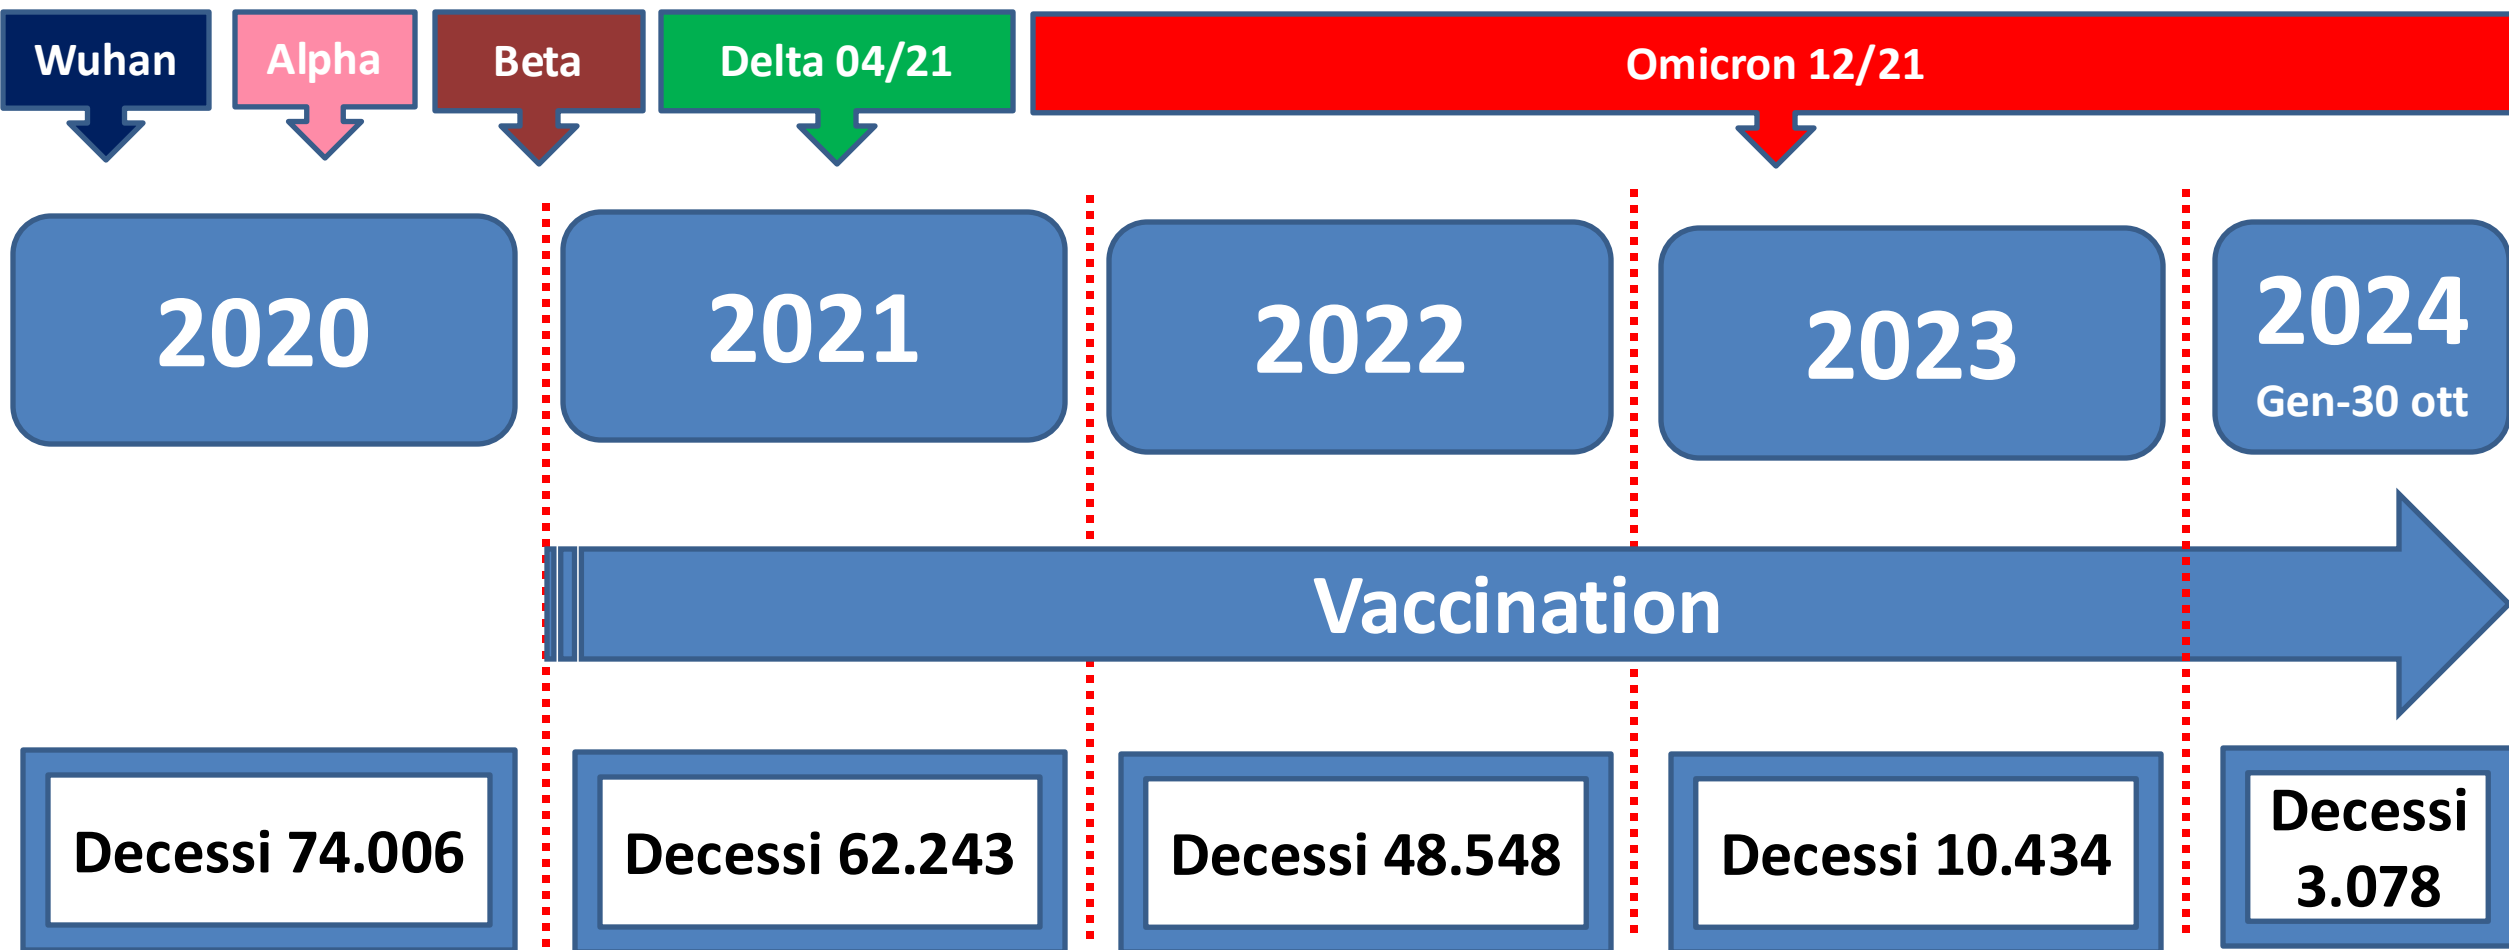 Wuhan
Alpha
Beta
Delta 04/21
Omicron 12/21
2020
2021
2022
2023
2024
Gen-30 ott
Vaccination
Decessi 74.006
Decessi 62.243
Decessi 48.548
Decessi 10.434
Decessi
3.078